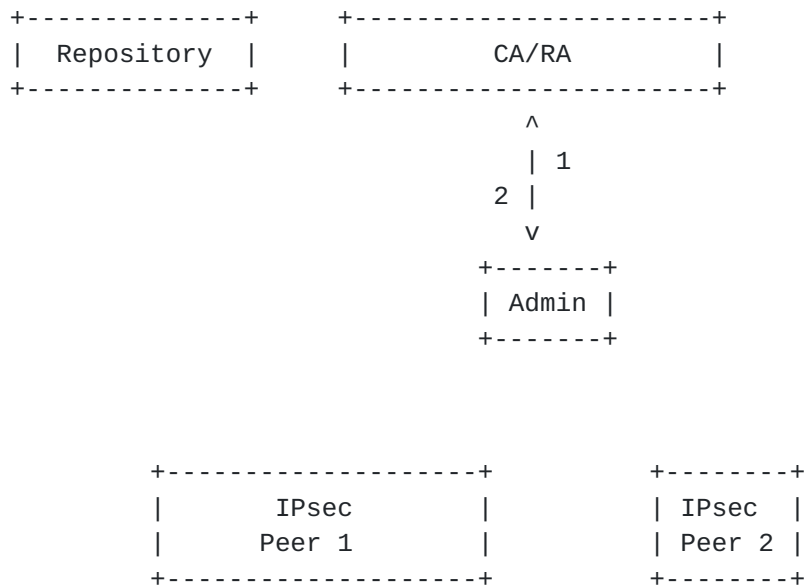 Repository CA/RA
1
2
Admin
IPsec IPsec
Peer 1 Peer 2